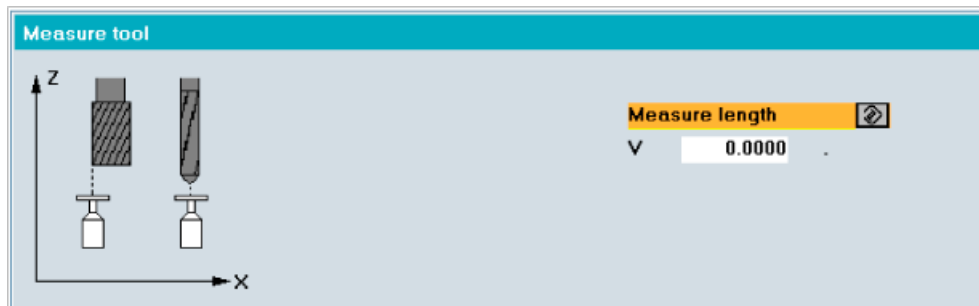 Measure tool
Z
Measure length
V 0.0000 .
X